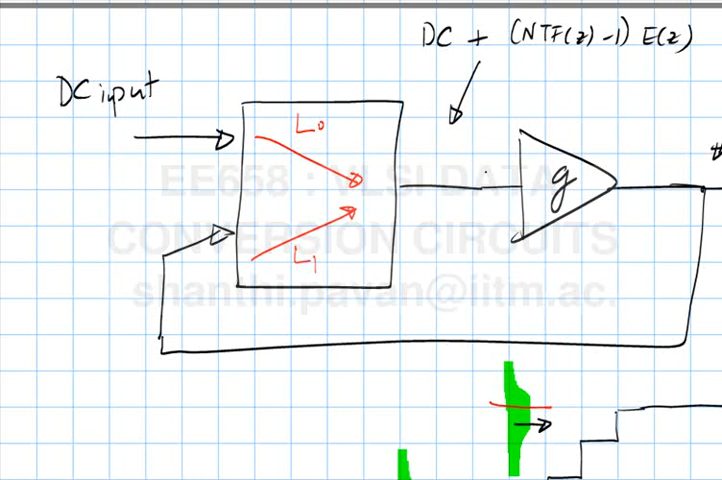 DC + (NTF(z)-1) E(z)
DC input
L0
g
L1
EE658 : VLSI DATA
CONVERSION CIRCUITS
shanthi.pavan@iitm.ac.